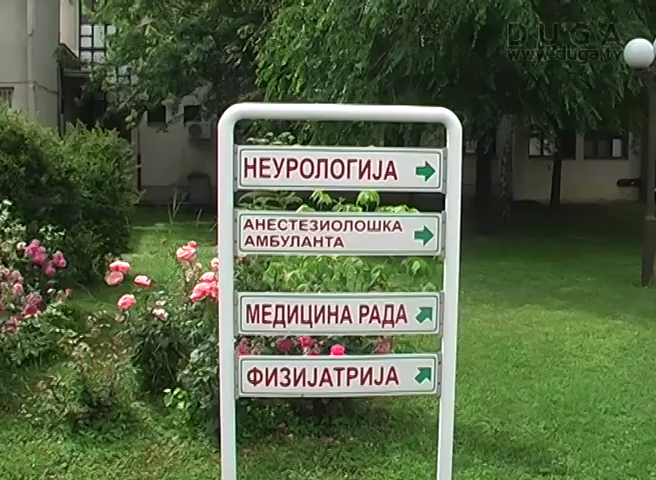 DUGA
www.duga.tv
НЕУРОЛОГИЈА
АНЕСТЕЗИОЛОШКА
АМБУЛАНТА
МЕДИЦИНА РАДА
ФИЗИЈАТРИЈА